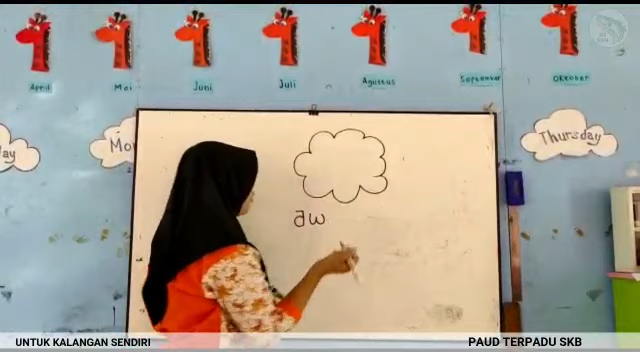 April Mei Juni Juli Agustus September Oktober
Thursday
aw
UNTUK KALANGAN SENDIRI PAUD TERPADU SKB